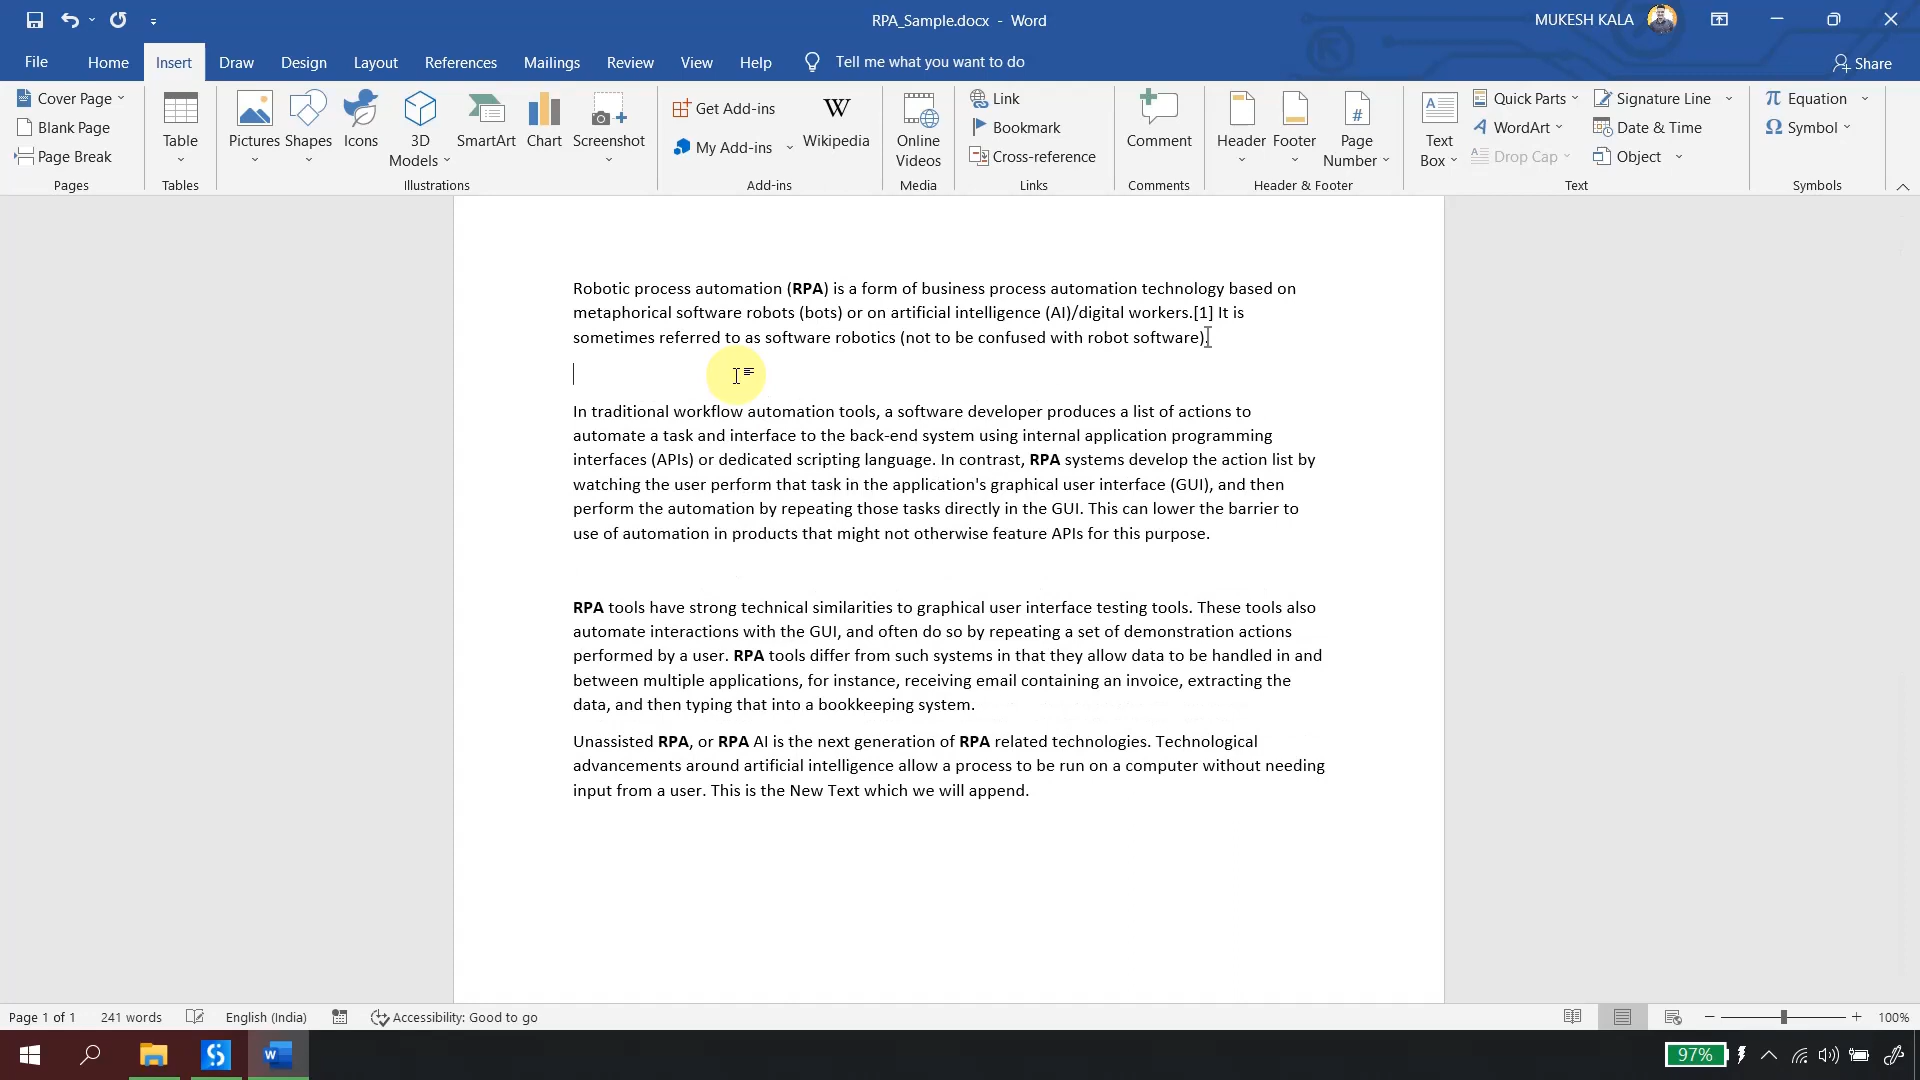 RPA_Sample.docx - Word
MUKESH KALA
File Home Insert Draw Design Layout References Mailings Review View Help Tell me what you want to do Share
Cover Page
Blank Page
Page Break
Pages
Table
Tables
Pictures Shapes Icons 3D Models SmartArt Chart Screenshot
Illustrations
Get Add-ins
My Add-ins
Wikipedia
Add-ins
Online Videos
Media
Link
Bookmark
Cross-reference
Links
Comment
Comments
Header Footer Page Number
Header & Footer
Text Box
Quick Parts
WordArt
Drop Cap
Signature Line
Date & Time
Object
Text
Equation
Symbol
Symbols
Robotic process automation (RPA) is a form of business process automation technology based on
metaphorical software robots (bots) or on artificial intelligence (AI)/digital workers.[1] It is
sometimes referred to as software robotics (not to be confused with robot software).
In traditional workflow automation tools, a software developer produces a list of actions to
automate a task and interface to the back-end system using internal application programming
interfaces (APIs) or dedicated scripting language. In contrast, RPA systems develop the action list by
watching the user perform that task in the application's graphical user interface (GUI), and then
perform the automation by repeating those tasks directly in the GUI. This can lower the barrier to
use of automation in products that might not otherwise feature APIs for this purpose.
RPA tools have strong technical similarities to graphical user interface testing tools. These tools also
automate interactions with the GUI, and often do so by repeating a set of demonstration actions
performed by a user. RPA tools differ from such systems in that they allow data to be handled in and
between multiple applications, for instance, receiving email containing an invoice, extracting the
data, and then typing that into a bookkeeping system.
Unassisted RPA, or RPA AI is the next generation of RPA related technologies. Technological
advancements around artificial intelligence allow a process to be run on a computer without needing
input from a user. This is the New Text which we will append.
Page 1 of 1 241 words English (India) Accessibility: Good to go 100%
97%